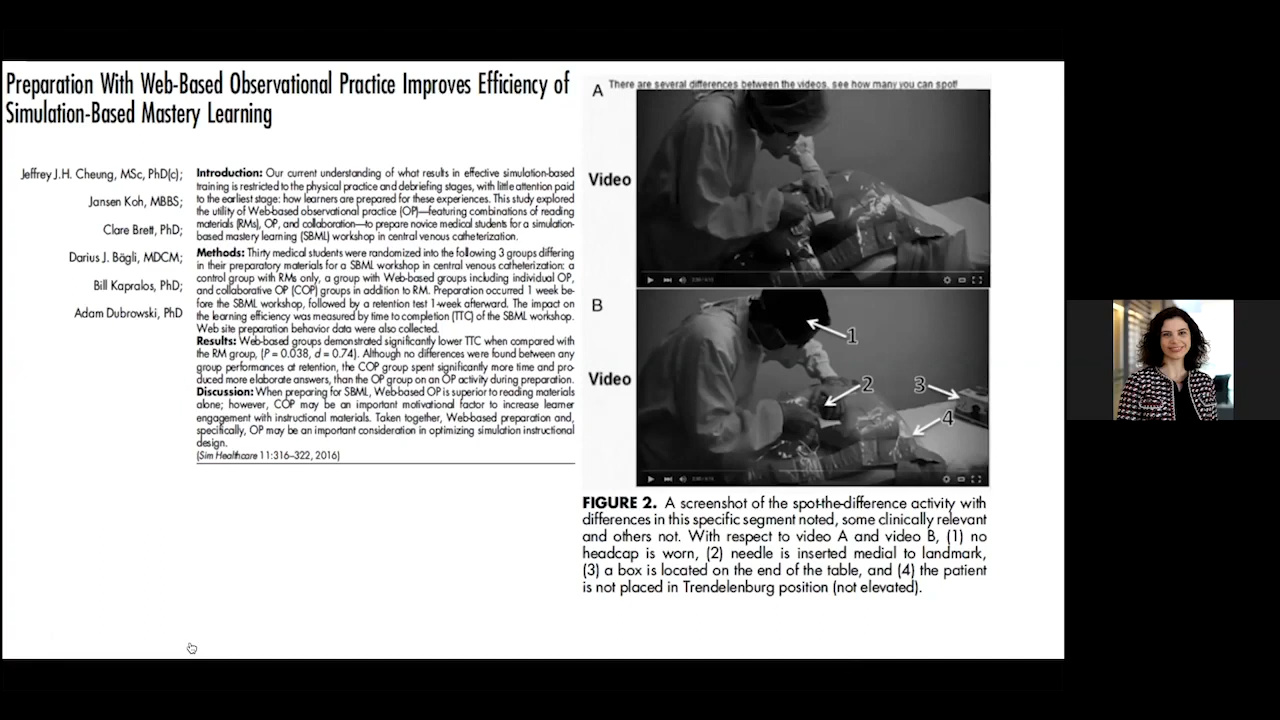 Preparation With Web-Based Observational Practice Improves Efficiency of
Simulation-Based Mastery Learning
Jeffrey J.H. Cheung, MSc, PhD(c);
Jansen Koh, MBBS;
Clare Brett, PhD;
Darius J. Bägli, MDCM;
Bill Kapralos, PhD;
Adam Dubrowski, PhD
Introduction: Our current understanding of what results in effective simulation-based
training is restricted to the physical practice and debriefing stages, with little attention paid
to the earliest stage: how learners are prepared for these experiences. This study explored
the utility of Web-based observational practice (OP)—featuring combinations of reading
materials (RMs), OP, and collaboration—to prepare novice medical students for a simulation-
based mastery learning (SBML) workshop in central venous catheterization.
Methods: Thirty medical students were randomized into the following 3 groups differing
in their preparatory materials for a SBML workshop in central venous catheterization: a
control group with RMs only, a group with Web-based groups including individual OP,
and collaborative OP (COP) groups in addition to RM. Preparation occurred 1 week be-
fore the SBML workshop, followed by a retention test 1-week afterward. The impact on
the learning efficiency was measured by time to completion (TTC) of the SBML workshop.
Web site preparation behavior data were also collected.
Results: Web-based groups demonstrated significantly lower TTC when compared with
the RM group, (P = 0.038, d = 0.74). Although no differences were found between any
group performances at retention, the COP group spent significantly more time and pro-
duced more elaborate answers, than the OP group on an OP activity during preparation.
Discussion: When preparing for SBML, Web-based OP is superior to reading materials
alone; however, COP may be an important motivational factor to increase learner
engagement with instructional materials. Taken together, Web-based preparation and,
specifically, OP may be an important consideration in optimizing simulation instructional
design.
(Sim Healthcare 11:316–322, 2016)
A
There are several differences between the videos, see how many you can spot!
Video
B
Video
1
2
3
4
FIGURE 2. A screenshot of the spot-the-difference activity with
differences in this specific segment noted, some clinically relevant
and others not. With respect to video A and video B, (1) no
headcap is worn, (2) needle is inserted medial to landmark,
(3) a box is located on the end of the table, and (4) the patient
is not placed in Trendelenburg position (not elevated).